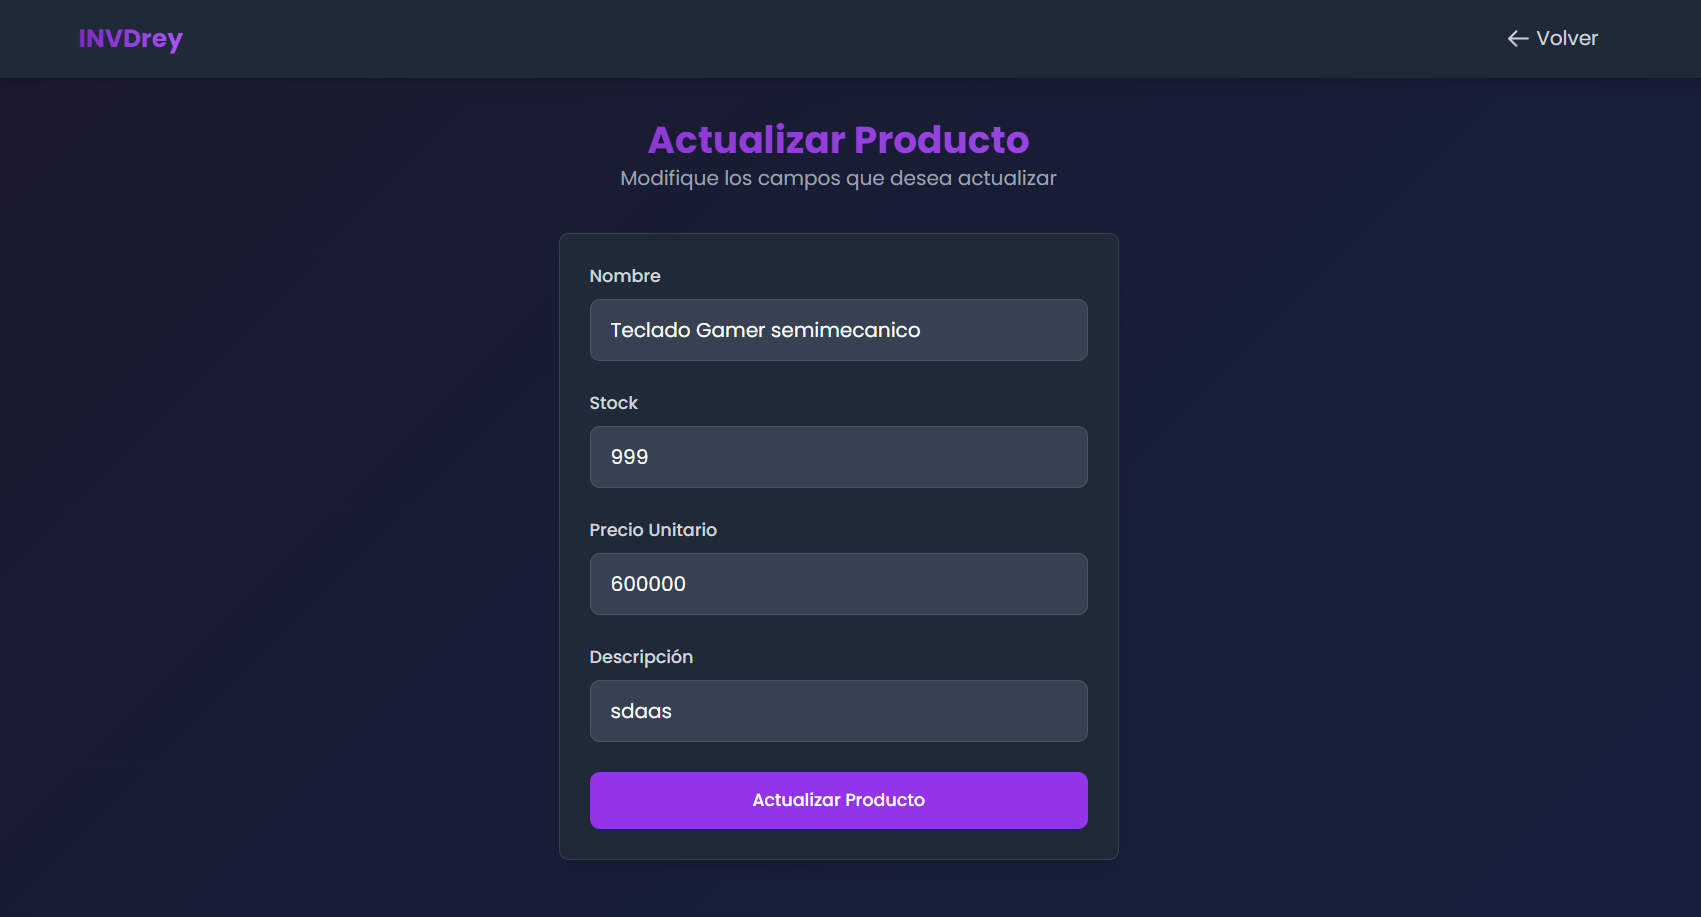 INVDrey
← Volver
Actualizar Producto
Modifique los campos que desea actualizar
Nombre
Teclado Gamer semimecanico
Stock
999
Precio Unitario
600000
Descripción
sdaas
Actualizar Producto